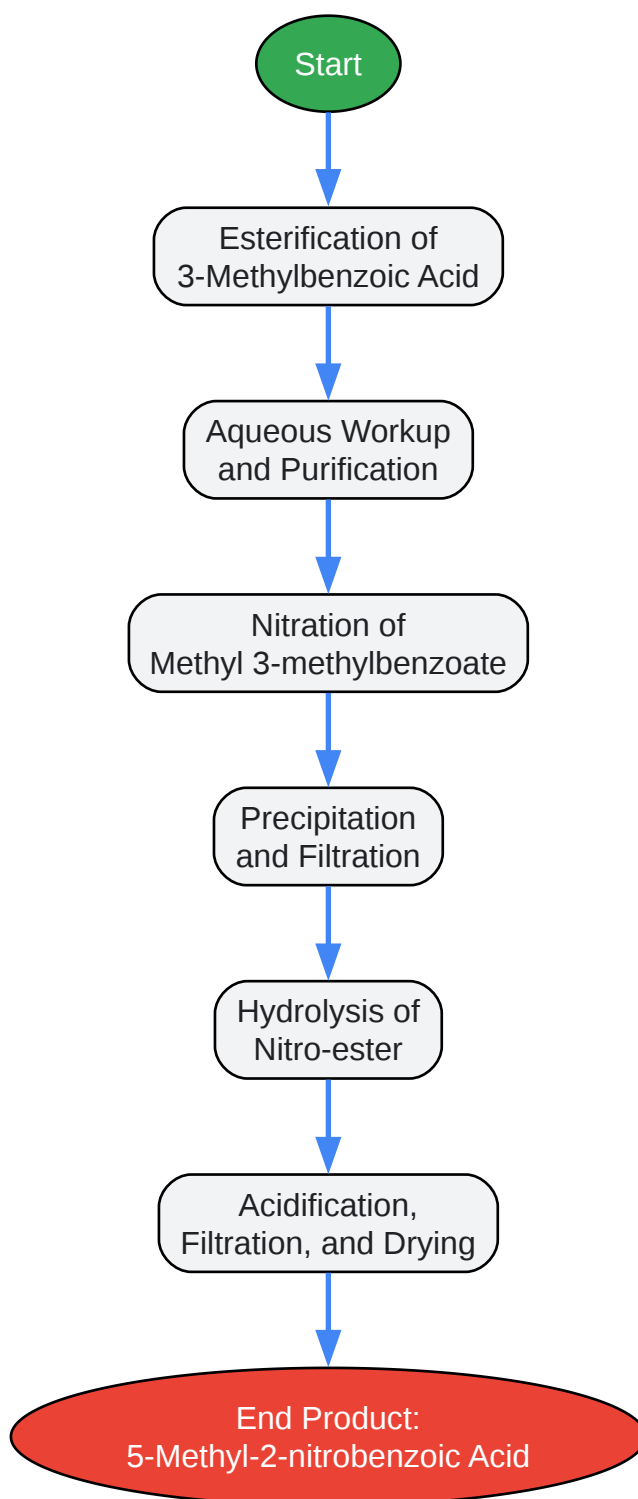 Start
Esterification of
3-Methylbenzoic Acid
Aqueous Workup
and Purification
Nitration of
Methyl 3-methylbenzoate
Precipitation
and Filtration
Hydrolysis of
Nitro-ester
Acidification,
Filtration, and Drying
End Product:
5-Methyl-2-nitrobenzoic Acid